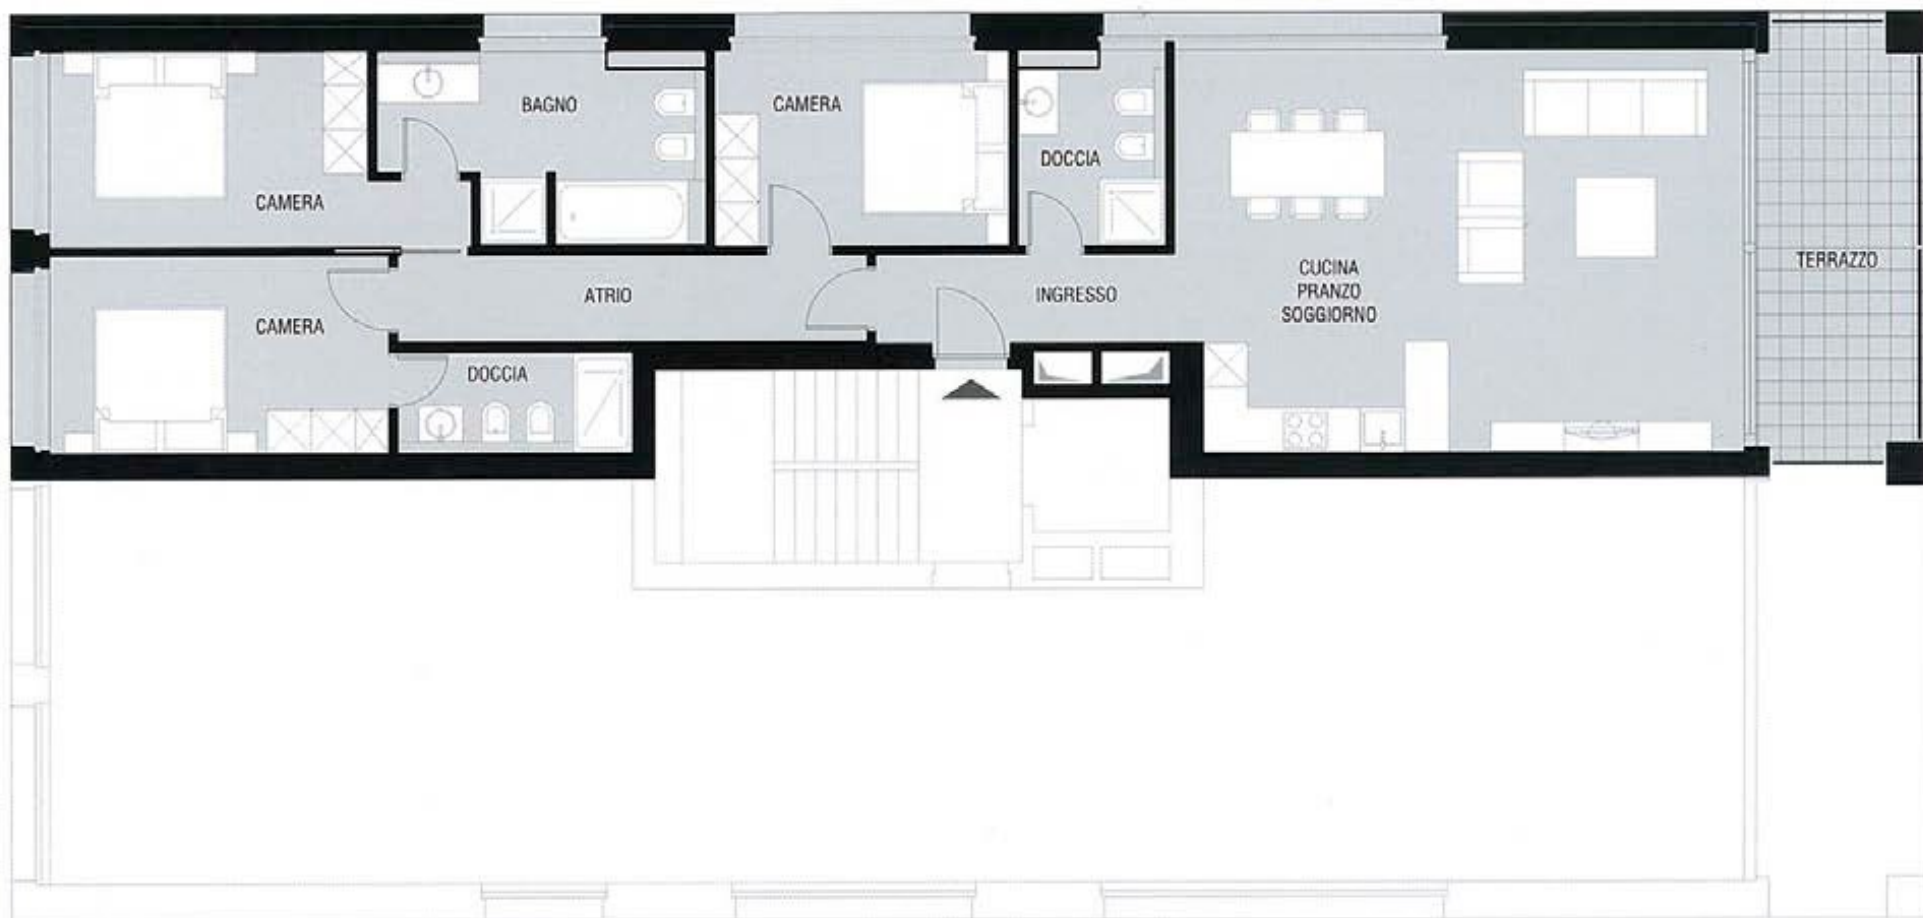 BAGNO
CAMERA
DOCCIA
CAMERA
TERRAZZO
CUCINA
PRANZO
SOGGIORNO
ATRIO
INGRESSO
CAMERA
DOCCIA